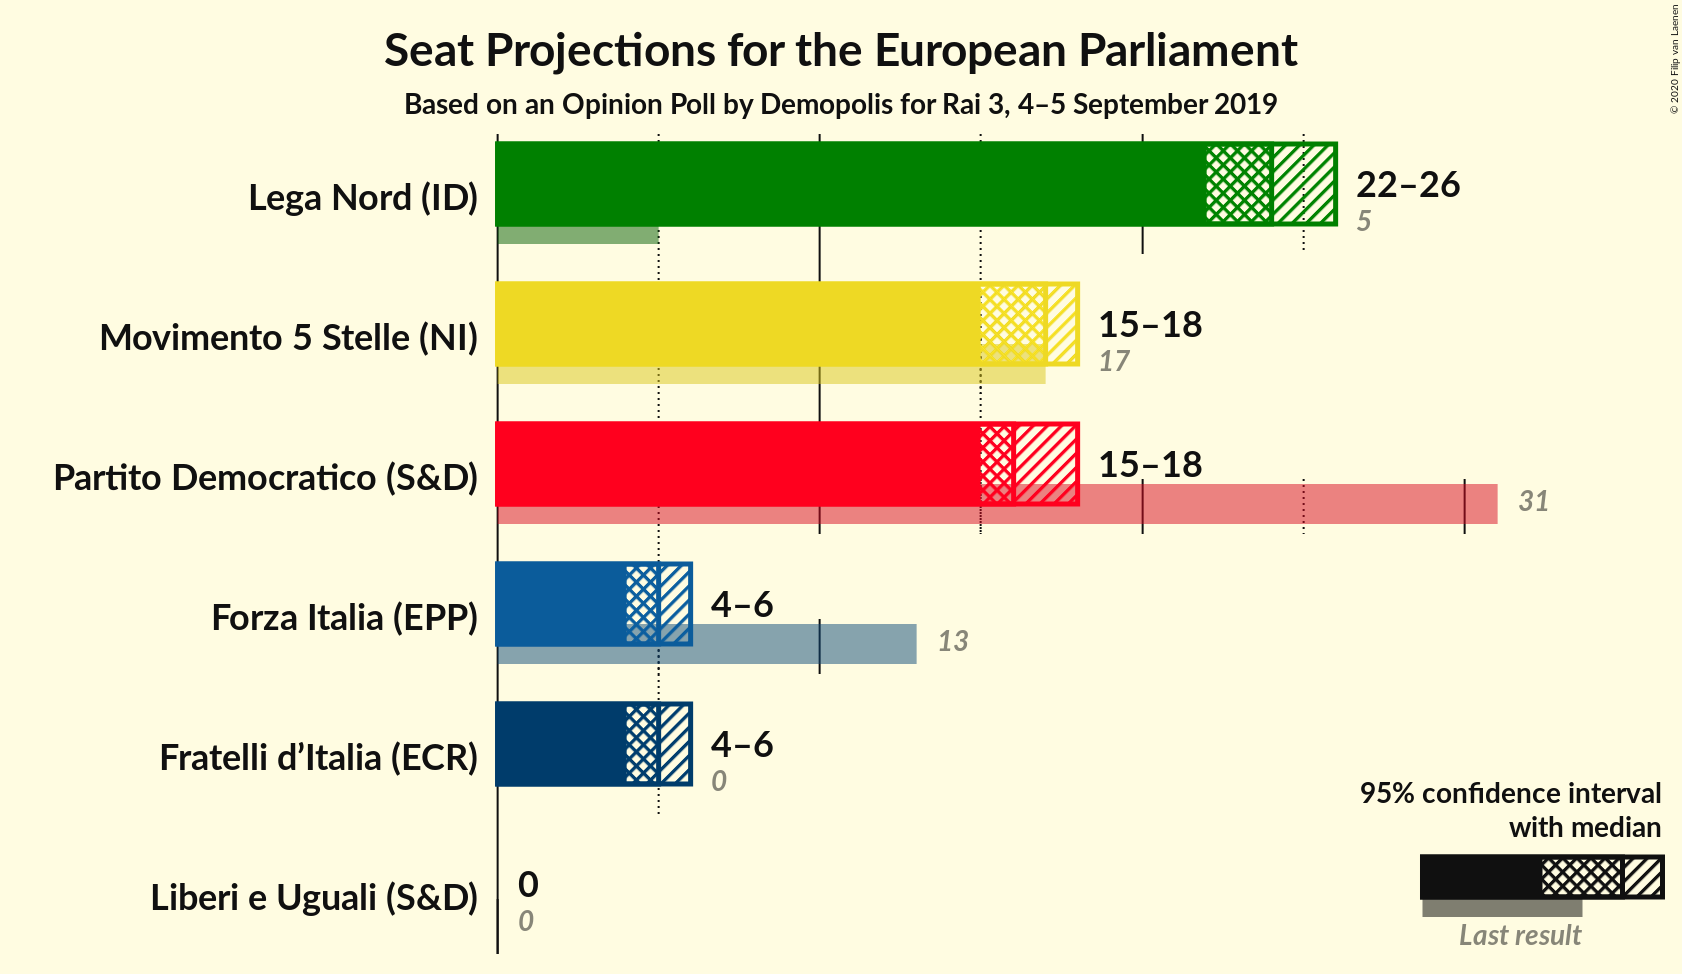 Seat Projections for the European Parliament
Based on an Opinion Poll by Demopolis for Rai 3, 4–5 September 2019
© 2020 Filip van Laenen
Lega Nord (ID)
22–26
5
Movimento 5 Stelle (NI)
15–18
17
Partito Democratico (S&D)
15–18
31
Forza Italia (EPP)
4–6
13
Fratelli d’Italia (ECR)
4–6
0
Liberi e Uguali (S&D)
0
0
95% confidence interval
with median
Last result